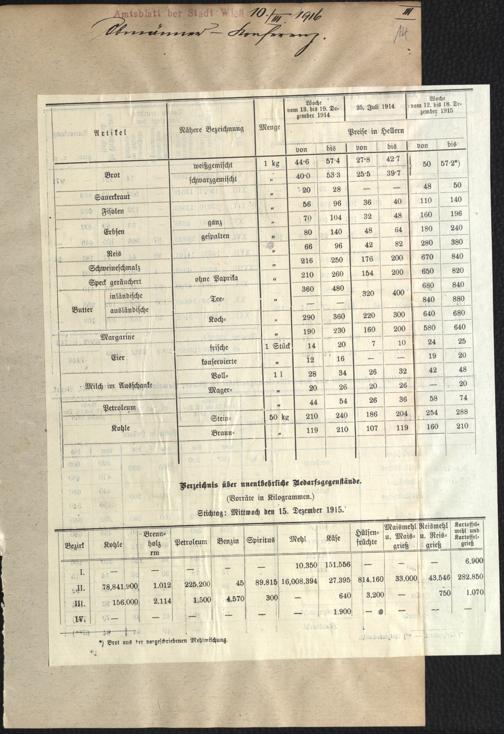 Amtsblatt der Stadt Wien 10./III. 1916
III
Obmänner-Konferenz.
Artikel | Nähere Bezeichnung | Menge | Woche vom 13. bis 19. Dezember 1914 | 25. Juli 1914 | Woche vom 12. bis 18. Dezember 1915
Preise in Hellern
von | bis | von | bis | von | bis
Brot | weißgemischt | 1 kg | 44·6 | 57·4 | 27·8 | 42·7 | 50 | 57·2*)
schwarzgemischt | „ | 40·0 | 53·3 | 25·5 | 39·7
Sauerkraut | „ | 20 | 28 | — | — | 48 | 50
Fisolen | „ | 56 | 96 | 36 | 40 | 110 | 140
Erbsen | ganz | „ | 70 | 104 | 32 | 48 | 160 | 196
gespalten | „ | 80 | 140 | 48 | 64 | 180 | 240
Reis | „ | 66 | 96 | 42 | 82 | 280 | 380
Schweineschmalz | „ | 216 | 250 | 176 | 200 | 670 | 840
Speck geräuchert | ohne Paprika | „ | 210 | 260 | 154 | 200 | 650 | 820
Butter | inländische | Tee- | „ | 360 | 480 | 320 | 400 | 680 | 840
ausländische | — | — | 840 | 880
Koch- | „ | 290 | 360 | 220 | 300 | 640 | 680
Margarine | „ | 190 | 230 | 160 | 200 | 580 | 640
Eier | frische | 1 Stück | 14 | 20 | 7 | 10 | 24 | 25
konservierte | „ | 12 | 16 | — | — | 19 | 20
Milch im Ausschanke | Voll- | 1 l | 28 | 34 | 26 | 32 | 42 | 48
Mager- | „ | 20 | 26 | 20 | 26 | — | 20
Petroleum | „ | 44 | 54 | 26 | 36 | 58 | 74
Kohle | Stein- | 50 kg | 210 | 240 | 186 | 204 | 254 | 288
Braun- | „ | 119 | 210 | 107 | 119 | 160 | 210
Verzeichnis über unentbehrliche Bedarfsgegenstände.
(Vorräte in Kilogrammen.)
Stichtag: Mittwoch den 15. Dezember 1915.
Bezirk | Kohle | Brennholz rm | Petroleum | Benzin | Spiritus | Mehl | Käse | Hülsenfrüchte | Maismehl u. Maisgrieß | Reismehl u. Reisgrieß | Kartoffelmehl und Kartoffelgrieß
I. | — | — | — | — | — | 10.350 | 151.556 | — | — | — | 6.900
II. | 78,841.900 | 1.012 | 225.200 | 45 | 89.815 | 16,008.394 | 27.395 | 814.160 | 33.000 | 43.546 | 282.850
III. | 156.000 | 2.114 | 1.500 | 4.570 | 300 | — | 640 | 3.200 | — | 750 | 1.070
IV. | — | — | — | — | — | — | 1.900 | — | — | —
*) Brot aus der vorgeschriebenen Mehlmischung.